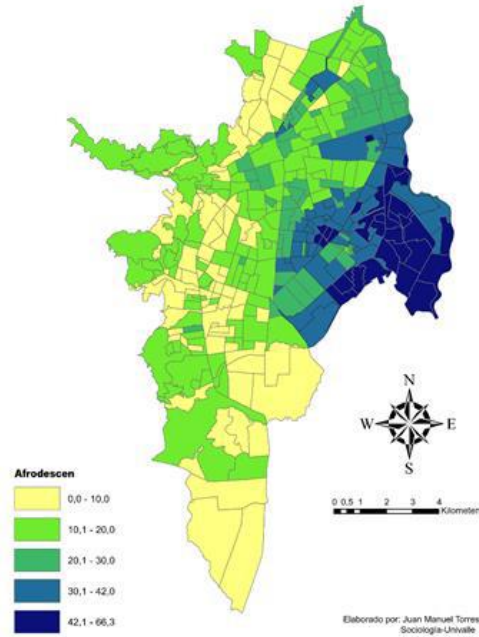 N
W E
S
Afrodescen
0,0 - 10,0
10,1 - 20,0
20,1 - 30,0
30,1 - 42,0
42,1 - 66,3
0 0,5 1 2 3 4
Kilometer
Elaborado por: Juan Manuel Torres
Sociología-Univalle